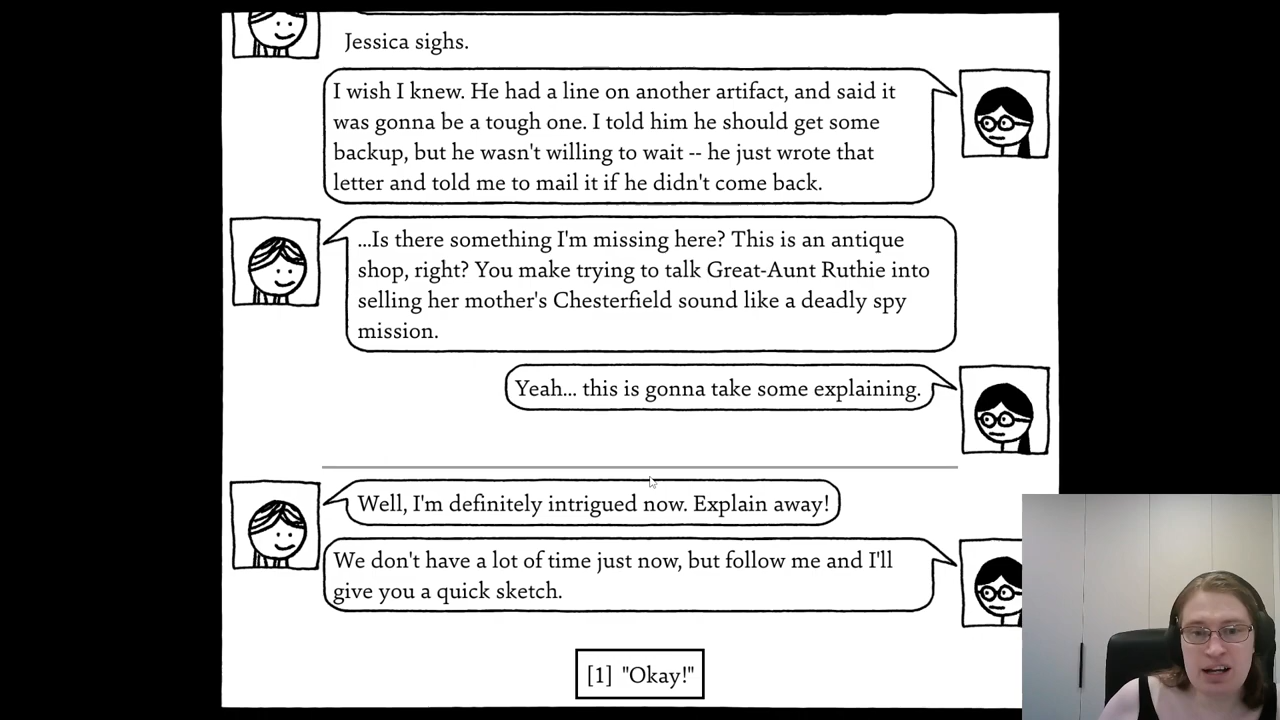 Jessica sighs.
I wish I knew. He had a line on another artifact, and said it
was gonna be a tough one. I told him he should get some
backup, but he wasn't willing to wait -- he just wrote that
letter and told me to mail it if he didn't come back.
...Is there something I'm missing here? This is an antique
shop, right? You make trying to talk Great-Aunt Ruthie into
selling her mother's Chesterfield sound like a deadly spy
mission.
Yeah... this is gonna take some explaining.
Well, I'm definitely intrigued now. Explain away!
We don't have a lot of time just now, but follow me and I'll
give you a quick sketch.
[1] "Okay!"